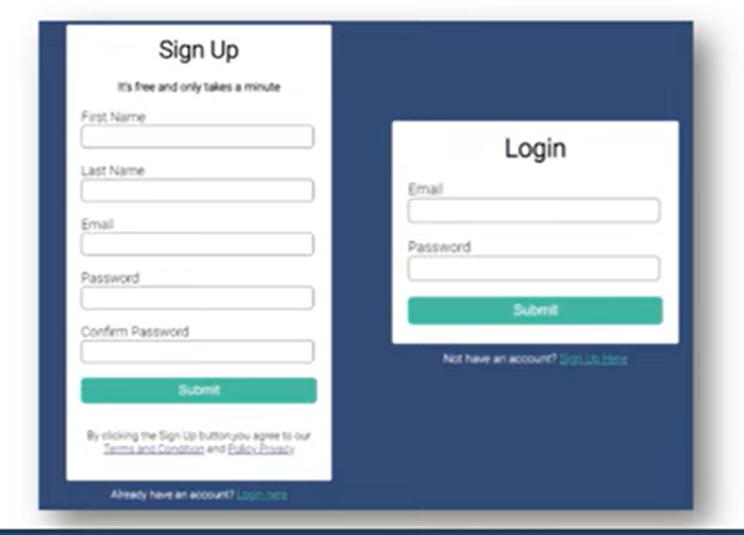 Sign Up
It's free and only takes a minute
First Name
Last Name
Email
Password
Confirm Password
Submit
By clicking the Sign Up button,you agree to our
Terms and Condition and Policy Privacy
Already have an account? Login here
Login
Email
Password
Submit
Not have an account? Sign Up Here